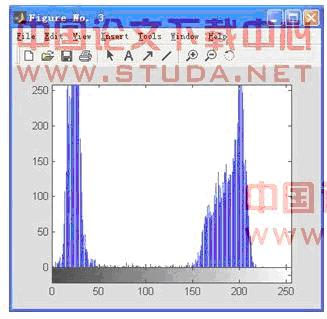 Figure No. 3
中国论文下载中心
File Edit View Insert Tools Window Help
WWW.STUDA.NET
250
200
150
100
50
0
中国
WWW
0 50 100 150 200 250